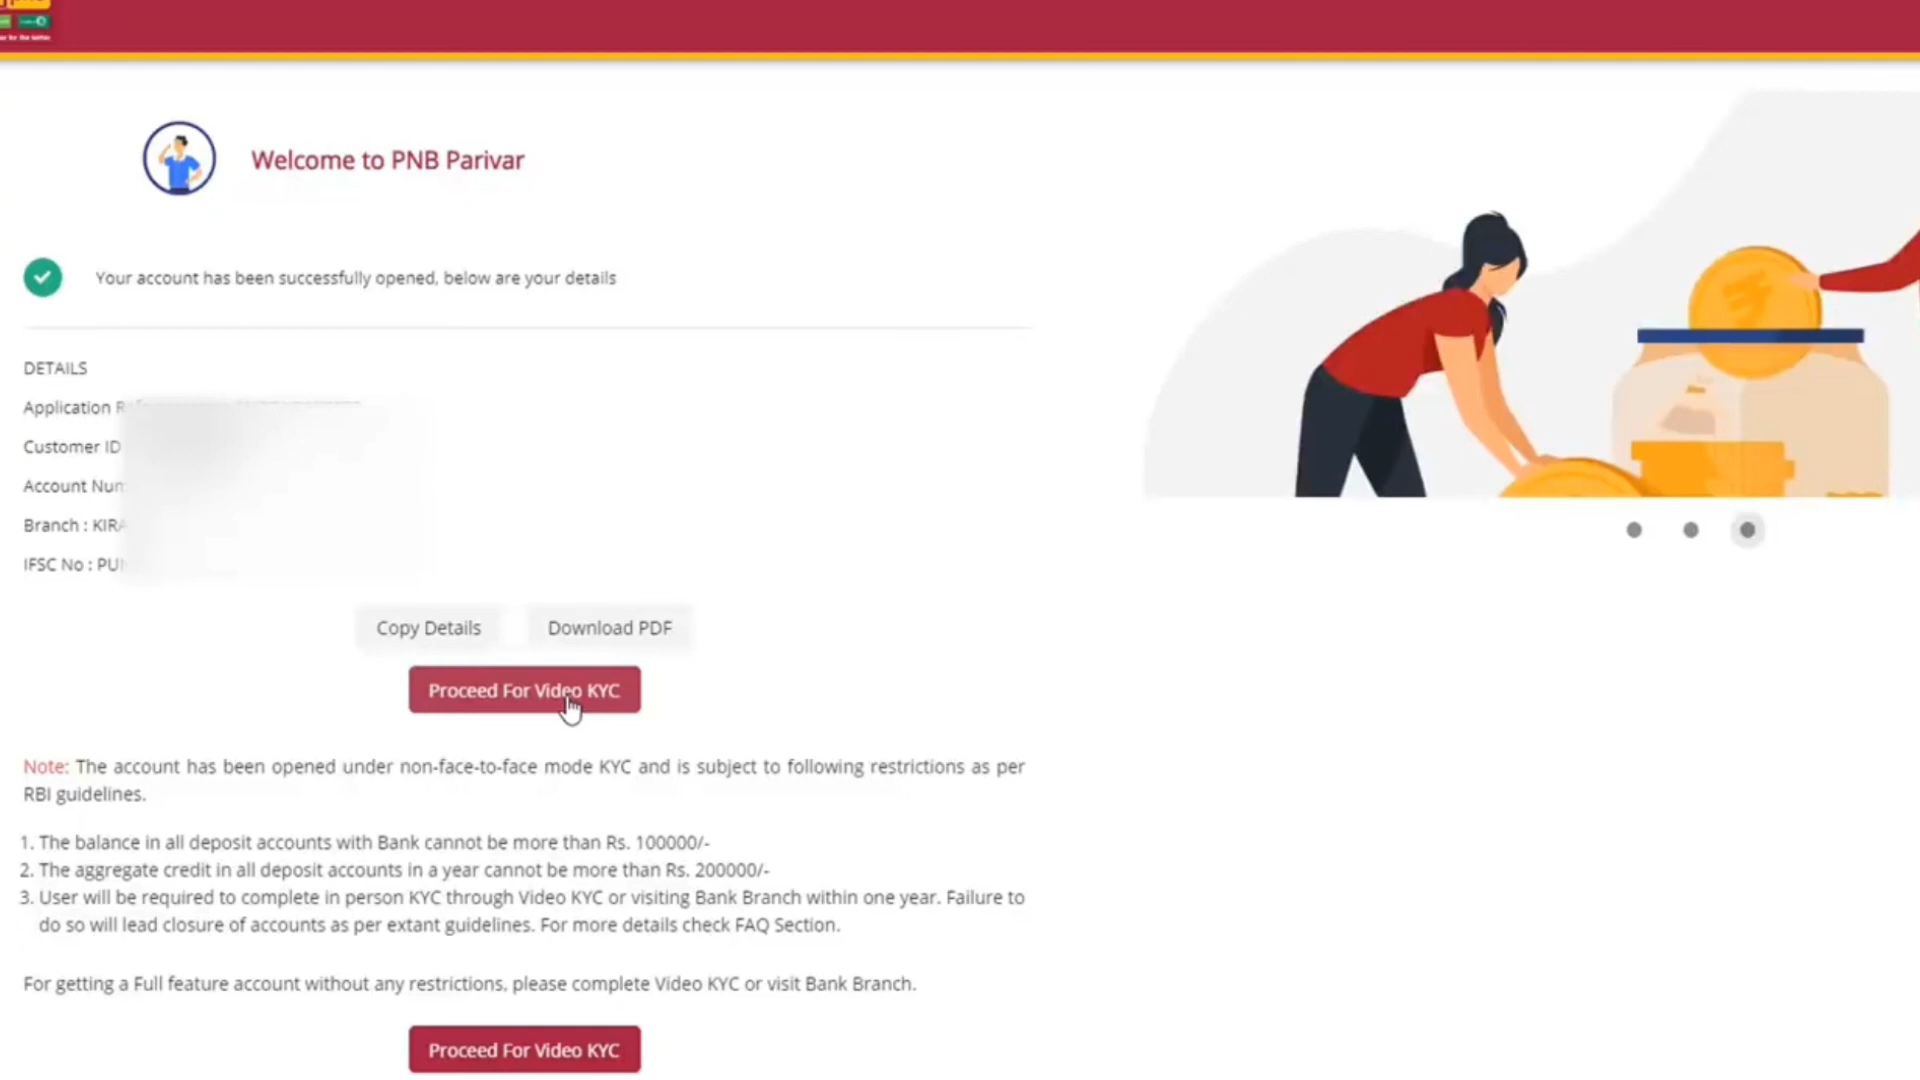 Welcome to PNB Parivar
Your account has been successfully opened, below are your details
DETAILS
Application
Customer ID
Account
Branch :
IFSC No :
Copy Details
Download PDF
Proceed For Video KYC
Note: The account has been opened under non-face-to-face mode KYC and is subject to following restrictions as per
RBI guidelines.
1. The balance in all deposit accounts with Bank cannot be more than Rs. 100000/-
2. The aggregate credit in all deposit accounts in a year cannot be more than Rs. 200000/-
3. User will be required to complete in person KYC through Video KYC or visiting Bank Branch within one year. Failure to
do so will lead closure of accounts as per extant guidelines. For more details check FAQ Section.
For getting a Full feature account without any restrictions, please complete Video KYC or visit Bank Branch.
Proceed For Video KYC